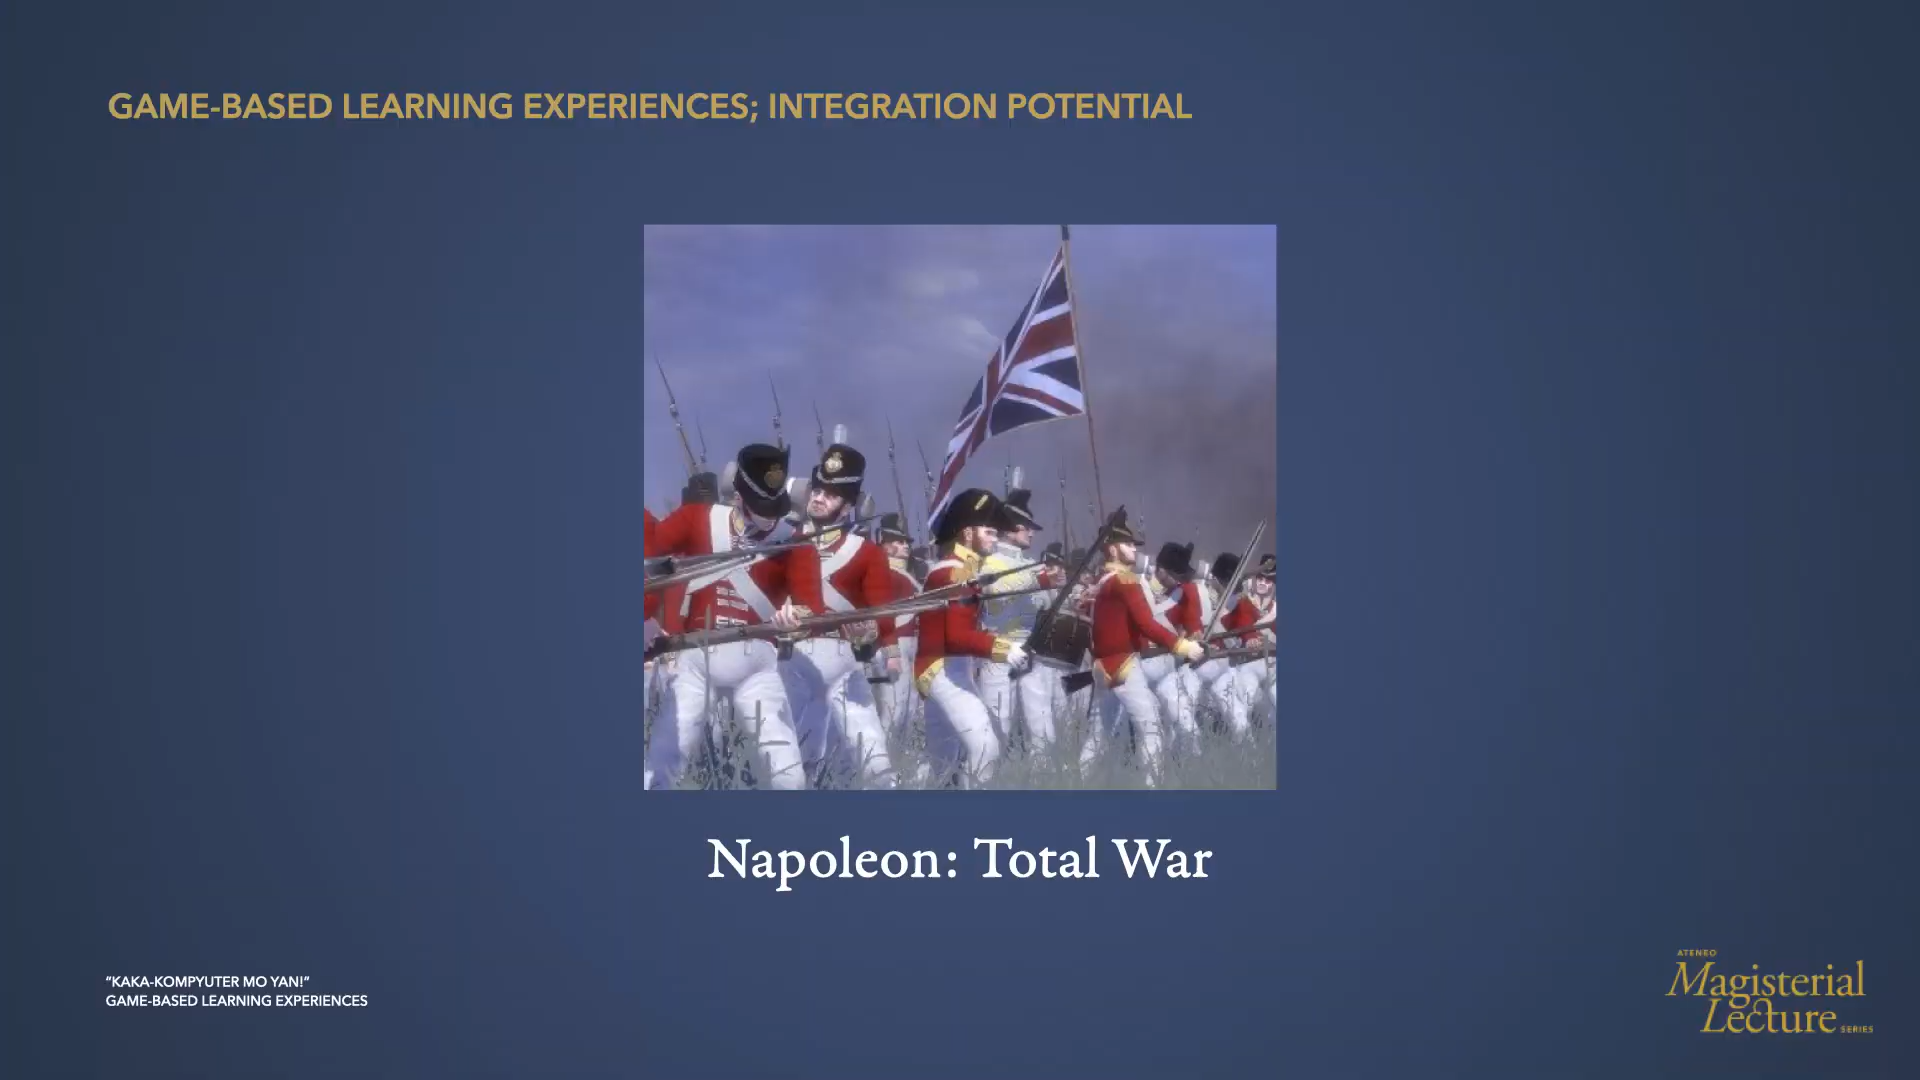 GAME-BASED LEARNING EXPERIENCES; INTEGRATION POTENTIAL
Napoleon: Total War
“KAKA-KOMPYUTER MO YAN!”
GAME-BASED LEARNING EXPERIENCES
ATENEO
Magisterial
Lecture SERIES